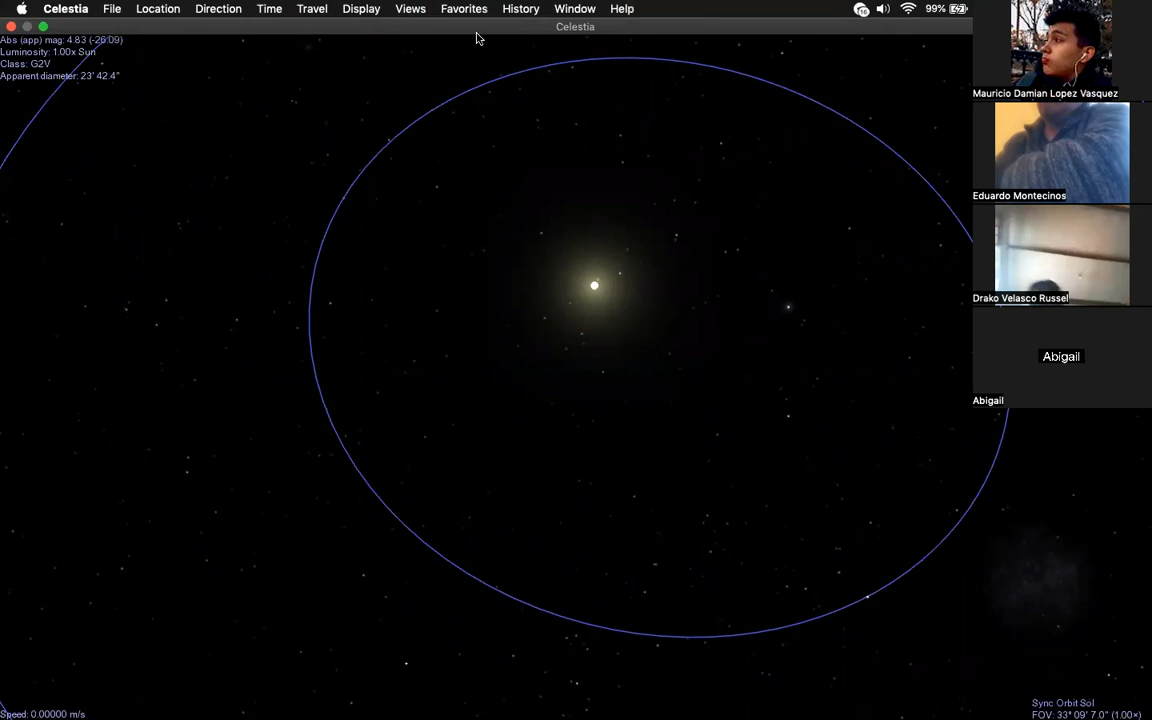 Celestia File Location Direction Time Travel Display Views Favorites History Window Help 99%
Celestia
Abs (app) mag: 4.83 (-26.09)
Luminosity: 1.00x Sun
Class: G2V
Apparent diameter: 23' 42.4"
Mauricio Damian Lopez Vasquez
Eduardo Montecinos
Drako Velasco Russel
Abigail
Abigail
Speed: 0.00000 m/s
Sync Orbit Sol
FOV: 33° 09' 7.0" (1.00×)